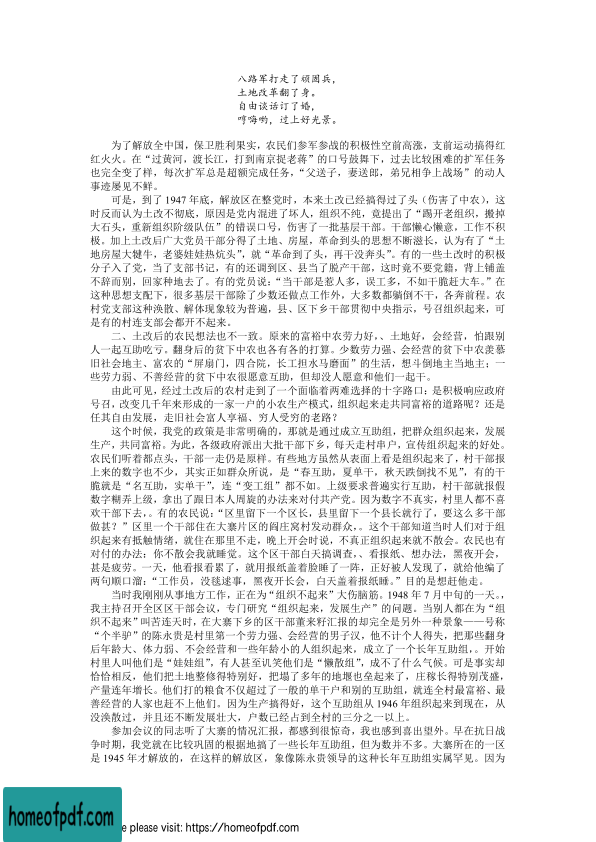 八路军打走了顽固兵，
土地改革翻了身。
自由谈话订了婚，
哼嗨哟，过上好光景。
为了解放全中国，保卫胜利果实，农民们参军参战的积极性空前高涨，支前运动搞得红
红火火。在“过黄河，渡长江，打到南京捉老蒋”的口号鼓舞下，过去比较困难的扩军任务
也完全变了样，每次扩军总是超额完成任务，“父送子，妻送郎，弟兄相争上战场”的动人
事迹屡见不鲜。
可是，到了 1947 年底，解放区在整党时，本来土改已经搞得过了头（伤害了中农），这
时反而认为土改不彻底，原因是党内混进了坏人，组织不纯，竟提出了“踢开老组织，搬掉
大石头，重新组织阶级队伍”的错误口号，伤害了一批基层干部。干部懒心懒意，工作不积
极。加上土改后广大党员干部分得了土地、房屋，革命到头的思想不断滋长，认为有了“土
地房屋大犍牛，老婆娃娃热炕头”，就“革命到了头，再干没奔头”。有的一些土改时的积极
分子入了党，当了支部书记，有的还调到区、县当了脱产干部，这时竟不要党籍，背上铺盖
不辞而别，回家种地去了。有的党员说：“当干部是惹人多，误工多，不如干脆赶大车。”在
这种思想支配下，很多基层干部除了少数还做点工作外，大多数都躺倒不干，各奔前程。农
村党支部这种涣散、解体现象较为普遍，县、区下乡干部贯彻中央指示，号召组织起来，可
是有的村连支部会都开不起来。
二、土改后的农民想法也不一致。原来的富裕中农劳力好，、土地好，会经营，怕跟别
人一起互助吃亏。翻身后的贫下中农也各有各的打算。少数劳力强、会经营的贫下中农羡慕
旧社会地主、富农的“屏扇门，四合院，长工担水马磨面”的生活，想斗倒地主当地主；一
些劳力弱、不善经营的贫下中农很愿意互助，但却没人愿意和他们一起干。
由此可见，经过土改后的农村走到了一个面临着两难选择的十字路口：是积极响应政府
号召，改变几千年来形成的一家一户的小农生产模式，组织起来走共同富裕的道路呢？还是
任其自由发展，走旧社会富人享福、穷人受穷的老路？
这个时候，我党的政策是非常明确的，那就是通过成立互助组，把群众组织起来，发展
生产，共同富裕。为此，各级政府派出大批干部下乡，每天走村串户，宣传组织起来的好处。
农民们听着都点头，干部一走仍是原样。有些地方虽然从表面上看是组织起来了，村干部报
上来的数字也不少，其实正如群众所说，是“春互助，夏单干，秋天跌倒找不见”，有的干
脆就是“名互助，实单干”，连“变工组”都不如。上级要求普遍实行互助，村干部就报假
数字糊弄上级，拿出了跟日本人周旋的办法来对付共产党。因为数字不真实，村里人都不喜
欢干部下去，。有的农民说：“区里留下一个区长，县里留下一个县长就行了，要这么多干部
做甚？”区里一个干部住在大寨片区的阎庄窝村发动群众，。这个干部知道当时人们对于组
织起来有抵触情绪，就住在那里不走，晚上开会时说，不真正组织起来就不散会。农民也有
对付的办法：你不散会我就睡觉。这个区干部白天搞调查，、看报纸、想办法，黑夜开会，
甚是疲劳。一天，他看报看累了，就用报纸盖着脸睡了一阵，正好被人发现了，就给他编了
两句顺口溜：“工作员，没毬逑事，黑夜开长会，白天盖着报纸睡。”目的是想赶他走。
当时我刚刚从事地方工作，正在为“组织不起来”大伤脑筋。1948 年 7 月中旬的一天。，
我主持召开全区区干部会议，专门研究“组织起来，发展生产”的问题。当别人都在为“组
织不起来”叫苦连天时，在大寨下乡的区干部董来籽汇报的却完全是另外一种景象——号称
“个半驴”的陈永贵是村里第一个劳力强、会经营的男子汉，他不计个人得失，把那些翻身
后年龄大、体力弱、不会经营和一些年龄小的人组织起来，成立了一个长年互助组，。开始
村里人叫他们是“娃娃组”，有人甚至讥笑他们是“懒散组”，成不了什么气候。可是事实却
恰恰相反，他们把土地整修得特别好，把塌了多年的地堰也垒起来了，庄稼长得特别茂盛，
产量连年增长。他们打的粮食不仅超过了一般的单干户和别的互助组，就连全村最富裕、最
善经营的人家也赶不上他们。因为生产搞得好，这个互助组从 1946 年组织起来到现在，从
没涣散过，并且还不断发展壮大，户数已经占到全村的三分之一以上。
参加会议的同志听了大寨的情况汇报，都感到很惊奇，我也感到喜出望外。早在抗日战
争时期，我党就在比较巩固的根据地搞了一些长年互助组，但为数并不多。大寨所在的一区
是 1945 年才解放的，在这样的解放区，象像陈永贵领导的这种长年互助组实属罕见。因为
homeofpdf.com
e please visit: https://homeofpdf.com